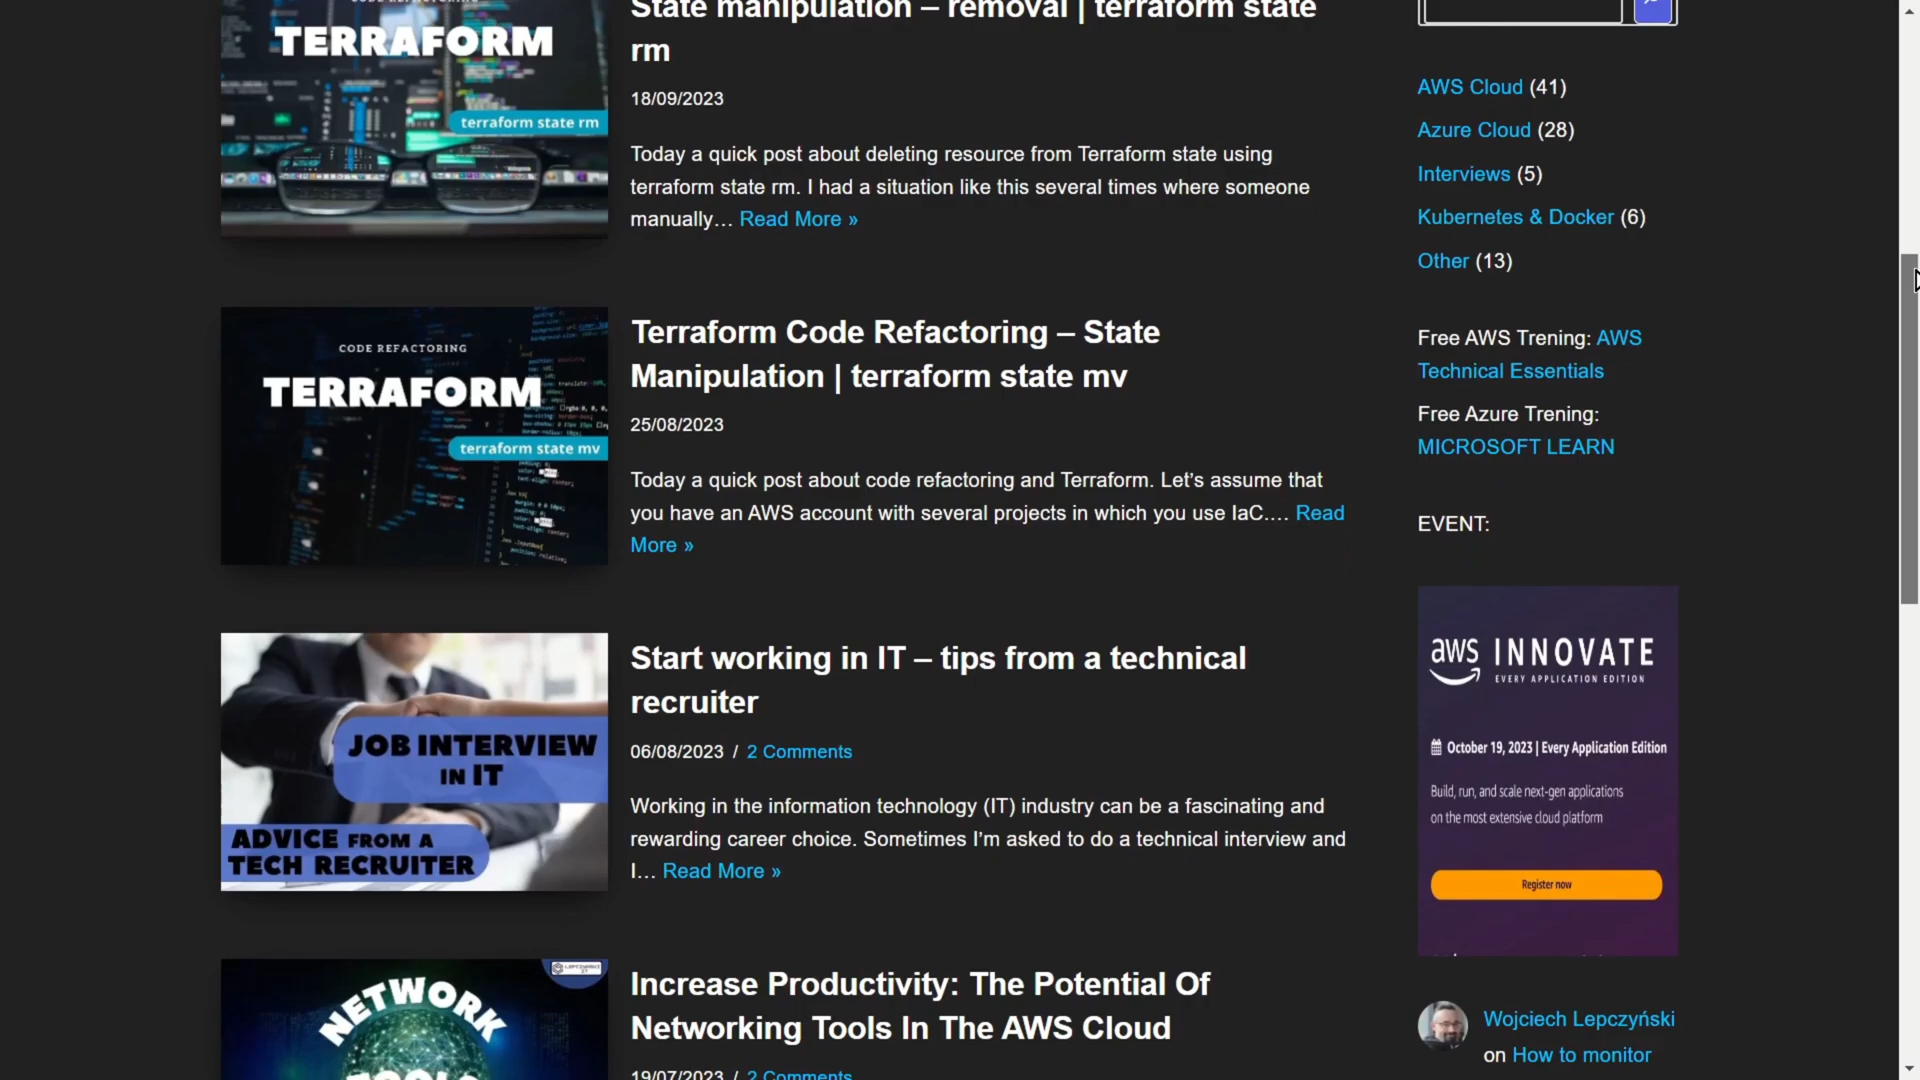 TERRAFORM
terraform state rm
State manipulation – removal | terraform state
rm
18/09/2023
Today a quick post about deleting resource from Terraform state using
terraform state rm. I had a situation like this several times where someone
manually… Read More »
CODE REFACTORING
TERRAFORM
terraform state mv
Terraform Code Refactoring – State
Manipulation | terraform state mv
25/08/2023
Today a quick post about code refactoring and Terraform. Let’s assume that
you have an AWS account with several projects in which you use IaC.… Read
More »
JOB INTERVIEW
IN IT
ADVICE FROM A
TECH RECRUITER
Start working in IT – tips from a technical
recruiter
06/08/2023 / 2 Comments
Working in the information technology (IT) industry can be a fascinating and
rewarding career choice. Sometimes I’m asked to do a technical interview and
I… Read More »
NETWORK
TOOLS
Increase Productivity: The Potential Of
Networking Tools In The AWS Cloud
19/07/2023 / 2 Comments
AWS Cloud (41)
Azure Cloud (28)
Interviews (5)
Kubernetes & Docker (6)
Other (13)
Free AWS Trening: AWS
Technical Essentials
Free Azure Trening:
MICROSOFT LEARN
EVENT:
aws INNOVATE
EVERY APPLICATION EDITION
October 19, 2023 | Every Application Edition
Build, run, and scale next-gen applications
on the most extensive cloud platform
Register now
Wojciech Lepczyński
on How to monitor